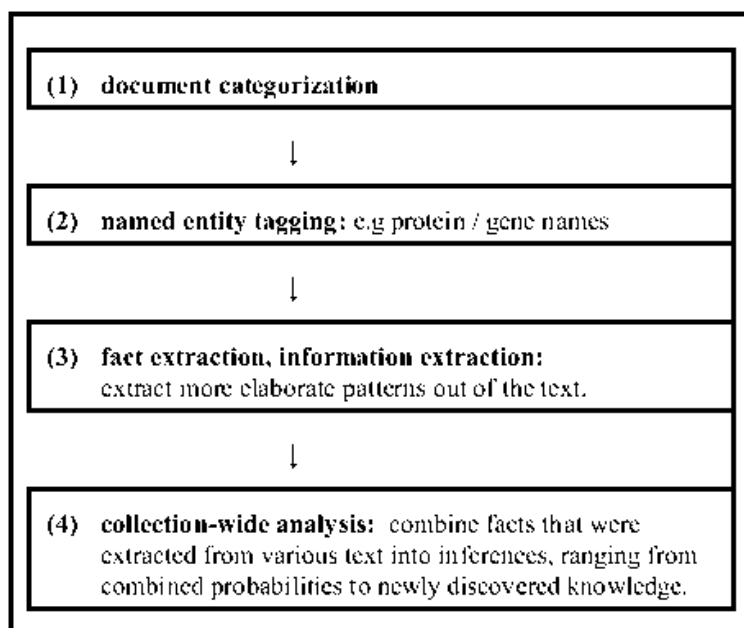 (1) document categorization
↓
(2) named entity tagging: e.g protein / gene names
↓
(3) fact extraction, information extraction:
extract more elaborate patterns out of the text.
↓
(4) collection-wide analysis: combine facts that were
extracted from various text into inferences, ranging from
combined probabilities to newly discovered knowledge.